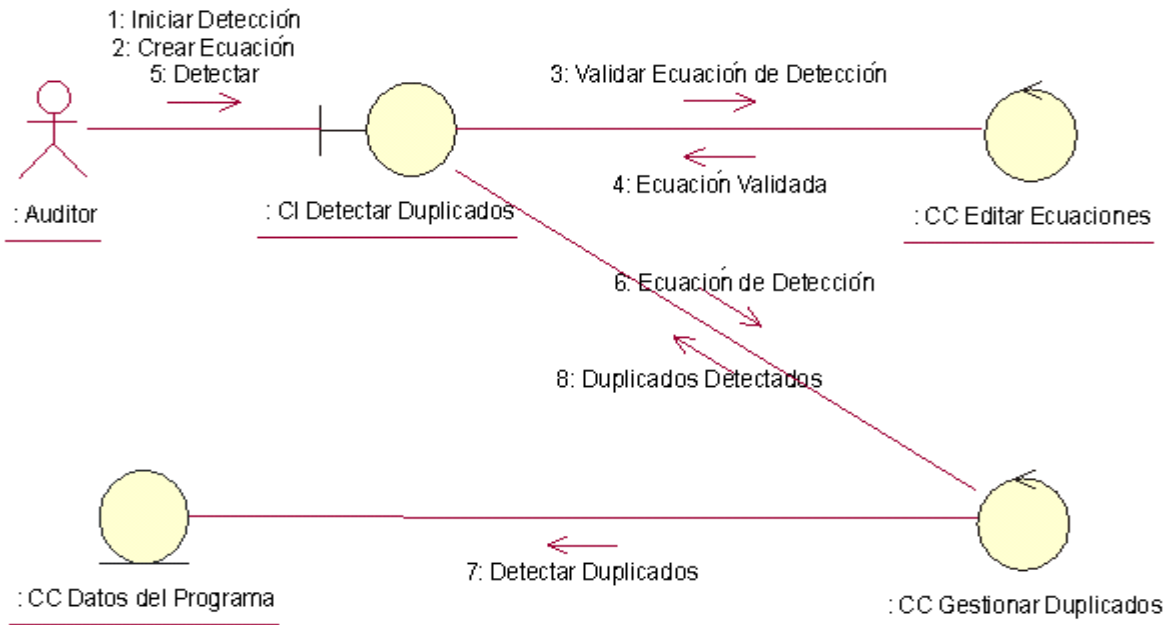 1: Iniciar Detección
2: Crear Ecuación
5: Detectar
3: Validar Ecuación de Detección
4: Ecuación Validada
: Auditor
: CI Detectar Duplicados
: CC Editar Ecuaciones
6: Ecuación de Detección
8: Duplicados Detectados
7: Detectar Duplicados
: CC Datos del Programa
: CC Gestionar Duplicados